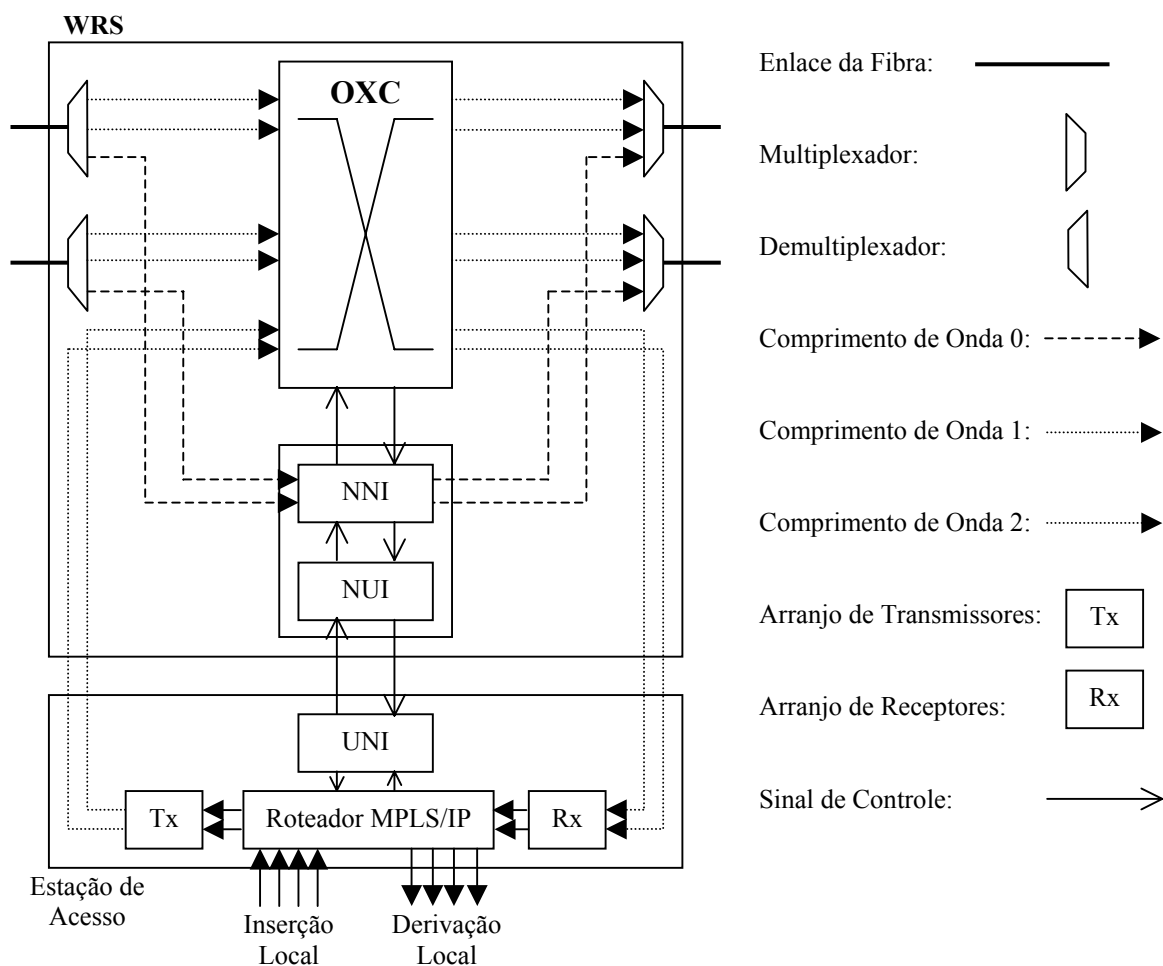 WRS
OXC
NNI
NUI
UNI
Tx
Roteador MPLS/IP
Rx
Estação de
Acesso
Inserção
Local
Derivação
Local
Enlace da Fibra:
Multiplexador:
Demultiplexador:
Comprimento de Onda 0:
Comprimento de Onda 1:
Comprimento de Onda 2:
Arranjo de Transmissores:
Tx
Arranjo de Receptores:
Rx
Sinal de Controle: